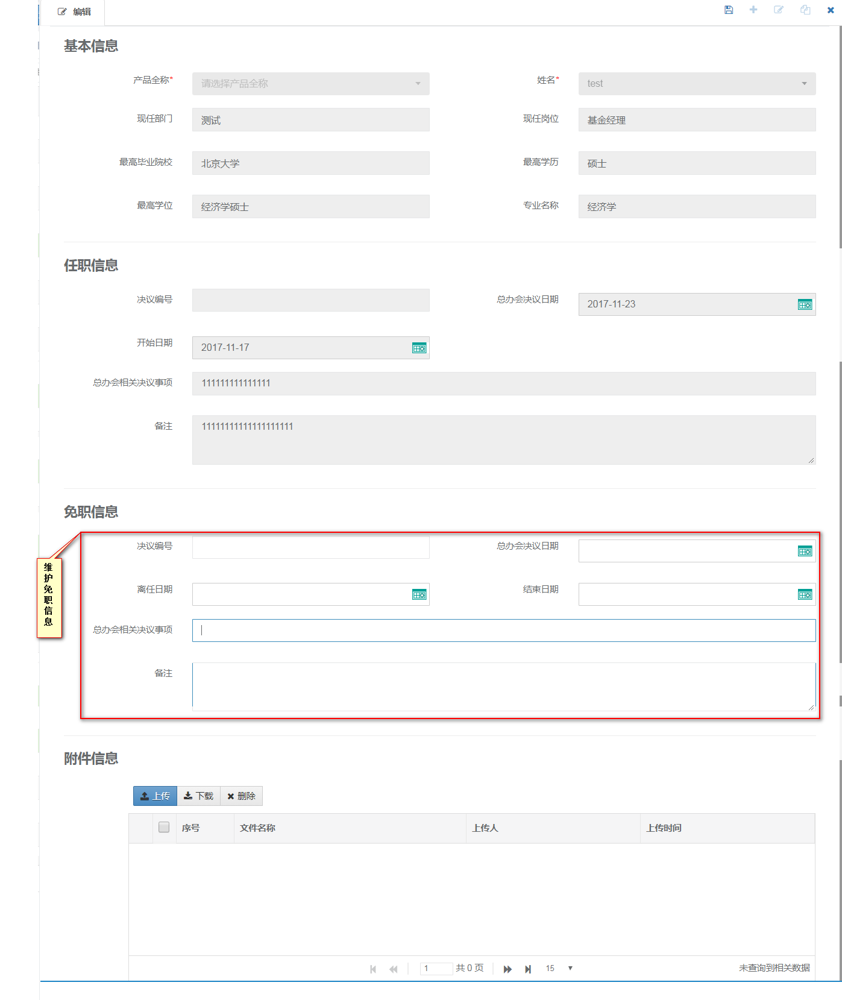 编辑
基本信息
产品全称* 请选择产品全称 姓名* test
现任部门 测试 现任岗位 基金经理
最高毕业院校 北京大学 最高学历 硕士
最高学位 经济学硕士 专业名称 经济学
任职信息
决议编号 总办会决议日期 2017-11-23
开始日期 2017-11-17
总办会相关决议事项 111111111111111
备注 11111111111111111111
免职信息
维护免职信息
决议编号 总办会决议日期
离任日期 结束日期
总办会相关决议事项
备注
附件信息
上传 下载 删除
序号 文件名称 上传人 上传时间
1 共 0 页 15 未查询到相关数据